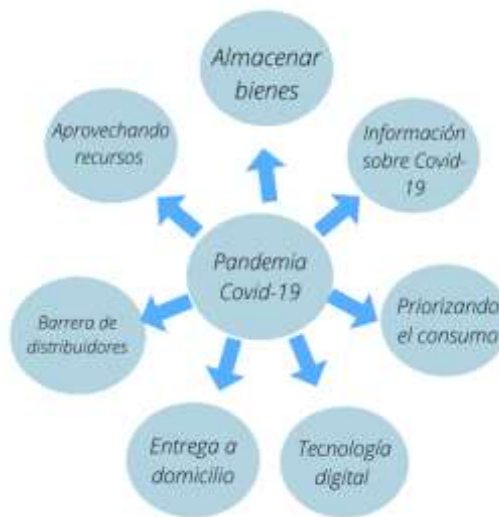 Almacenar
bienes
Aprovechando
recursos
Información
sobre Covid-
19
Pandemia
Covid-19
Priorizando
el consumo
Barrera de
distribuidores
Entrega a
domicilio
Tecnología
digital